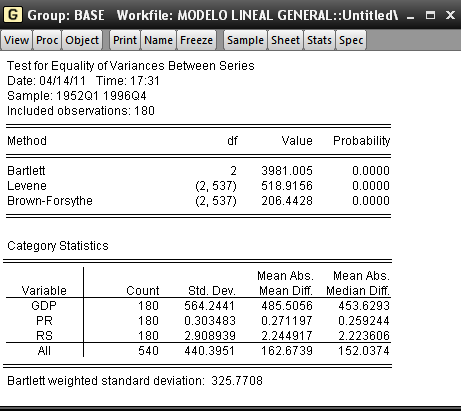 G Group: BASE Workfile: MODELO LINEAL GENERAL::Untitled\
View Proc Object Print Name Freeze Sample Sheet Stats Spec
Test for Equality of Variances Between Series
Date: 04/14/11 Time: 17:31
Sample: 1952Q1 1996Q4
Included observations: 180
Method df Value Probability
Bartlett 2 3981.005 0.0000
Levene (2, 537) 518.9156 0.0000
Brown-Forsythe (2, 537) 206.4428 0.0000
Category Statistics
Mean Abs. Mean Abs.
Variable Count Std. Dev. Mean Diff. Median Diff.
GDP 180 564.2441 485.5056 453.6293
PR 180 0.303483 0.271197 0.259244
RS 180 2.908939 2.244917 2.223606
All 540 440.3951 162.6739 152.0374
Bartlett weighted standard deviation: 325.7708